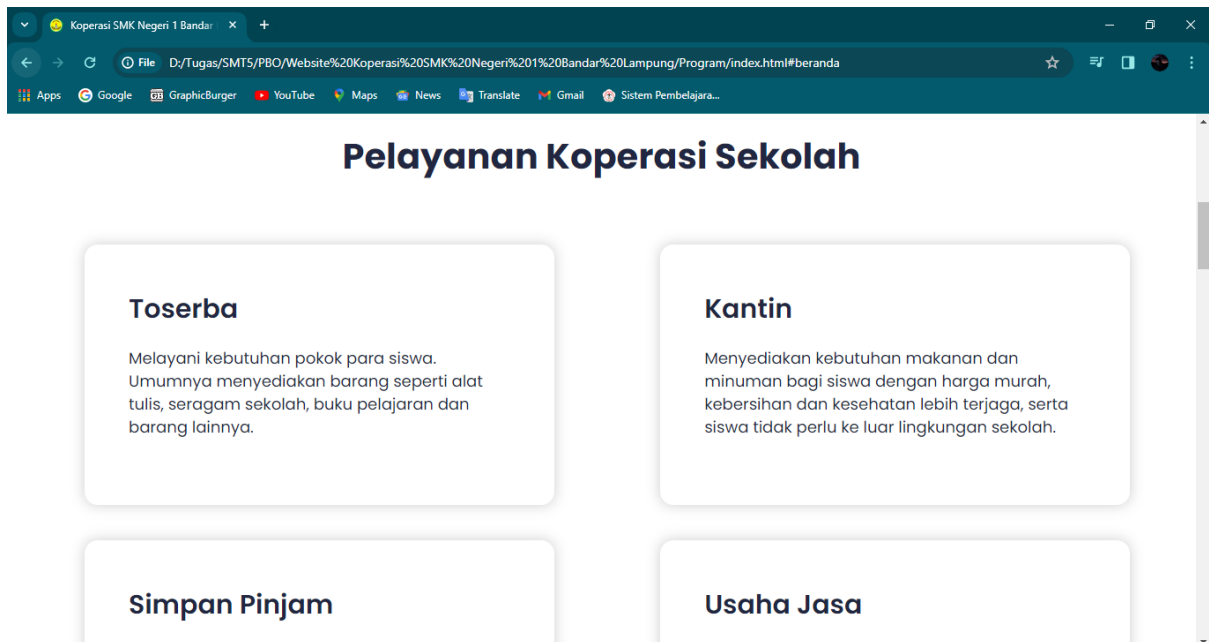 Koperasi SMK Negeri 1 Bandar
File D:/Tugas/SMT5/PBO/Website%20Koperasi%20SMK%20Negeri%201%20Bandar%20Lampung/Program/index.html#beranda
Apps Google GraphicBurger YouTube Maps News Translate Gmail Sistem Pembelajara...
Pelayanan Koperasi Sekolah
Toserba
Melayani kebutuhan pokok para siswa.
Umumnya menyediakan barang seperti alat
tulis, seragam sekolah, buku pelajaran dan
barang lainnya.
Kantin
Menyediakan kebutuhan makanan dan
minuman bagi siswa dengan harga murah,
kebersihan dan kesehatan lebih terjaga, serta
siswa tidak perlu ke luar lingkungan sekolah.
Simpan Pinjam
Usaha Jasa